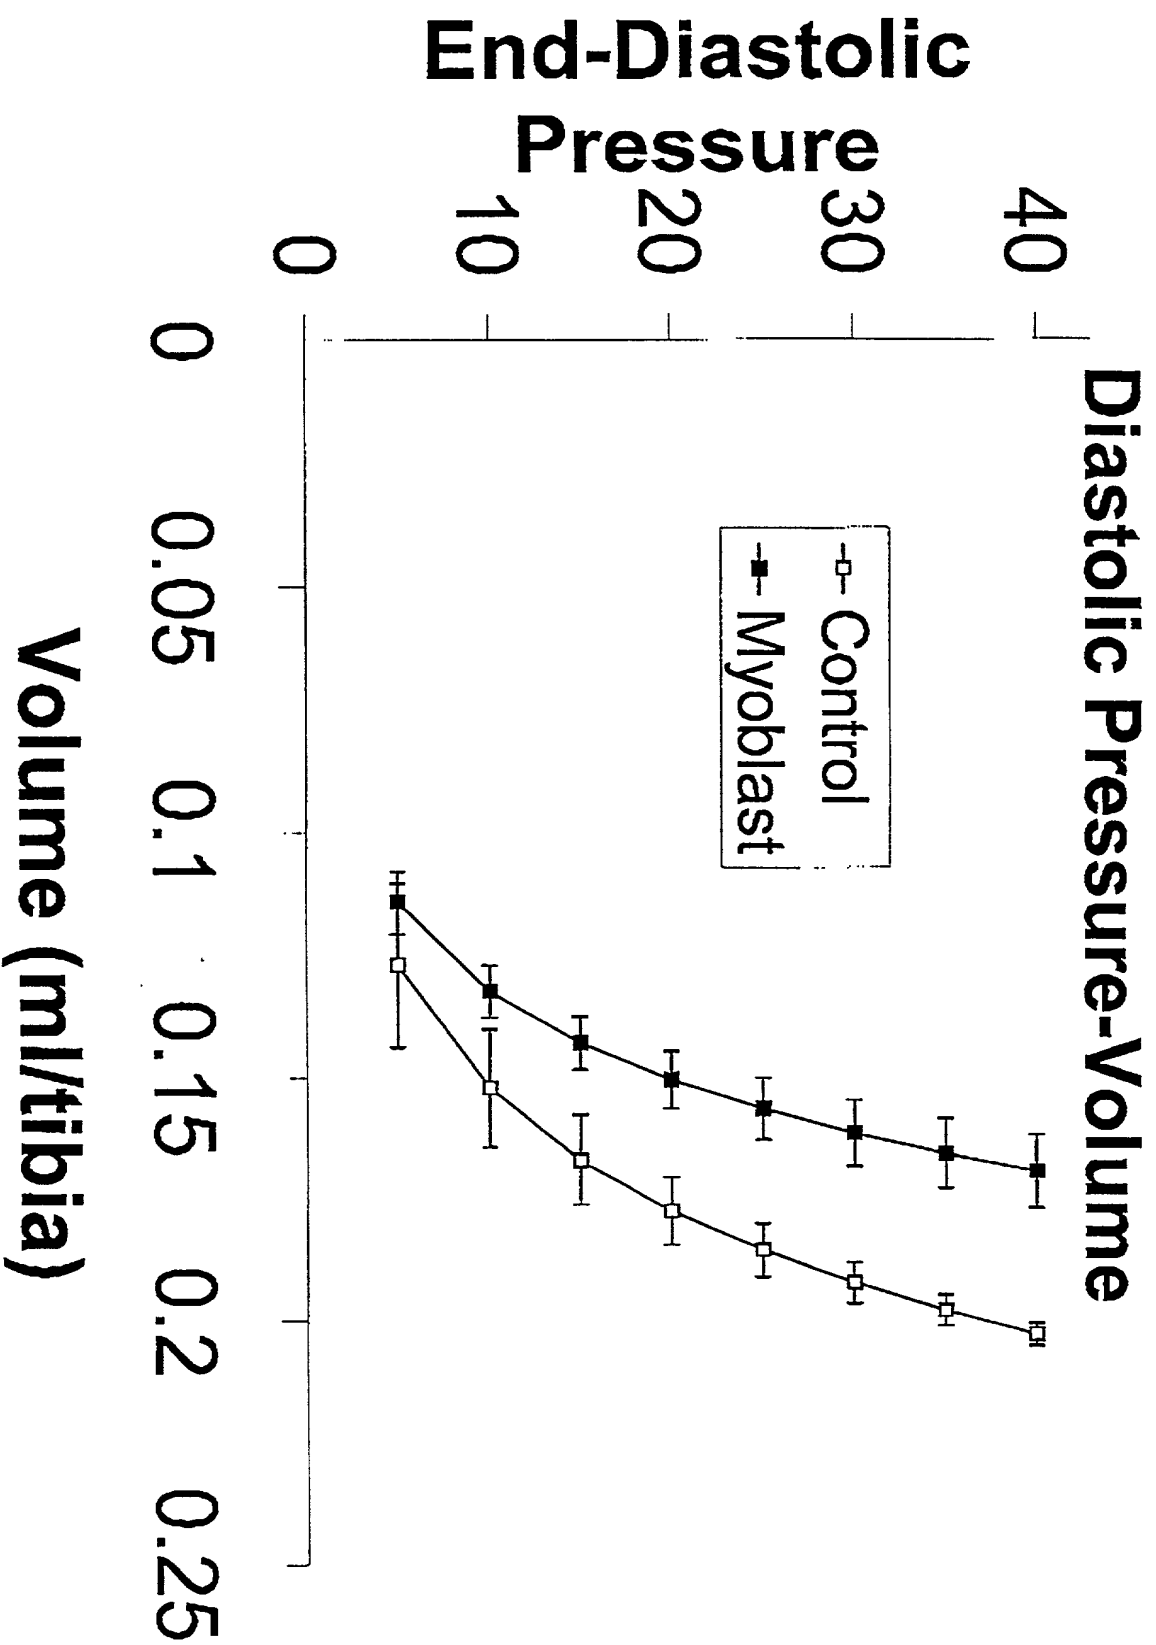 Diastolic Pressure-Volume
End-Diastolic
Pressure
40
30
20
10
0
Control
Myoblast
0
0.05
0.1
0.15
0.2
0.25
Volume (ml/tibia)